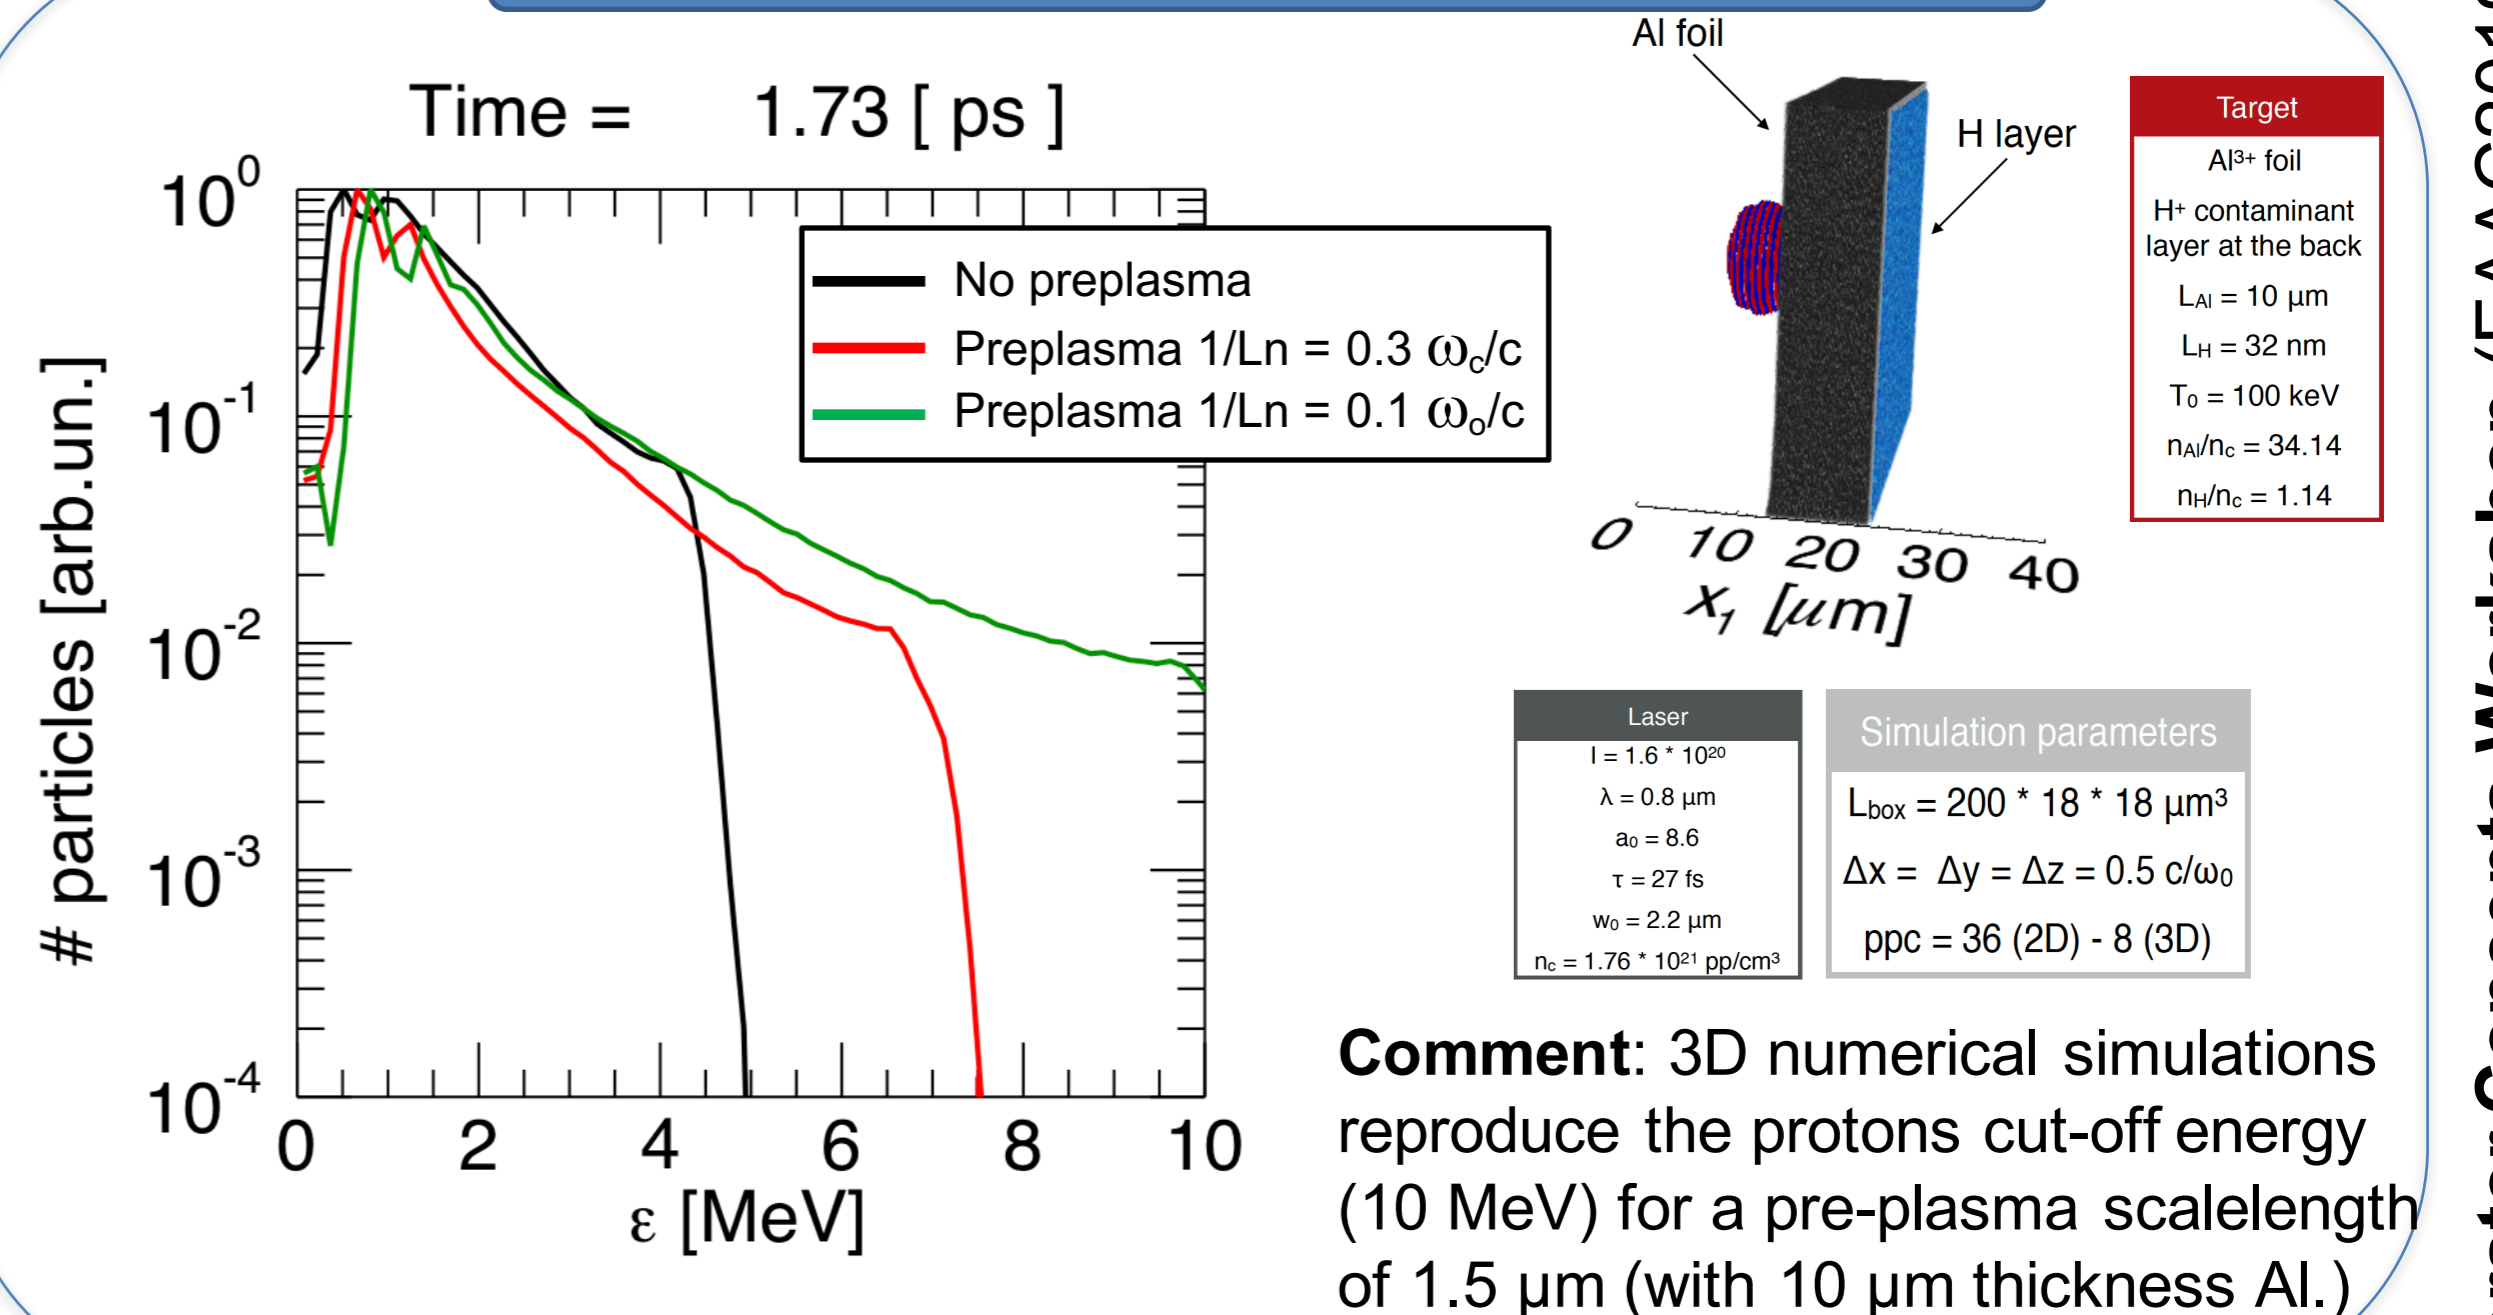 Time = 1.73 [ ps ]
10⁰
10⁻¹
10⁻²
10⁻³
10⁻⁴
# particles [arb.un.]
0 2 4 6 8 10
ε [MeV]
No preplasma
Preplasma 1/Ln = 0.3 ωc/c
Preplasma 1/Ln = 0.1 ωo/c
Al foil
H layer
0 10 20 30 40
x₁ [μm]
Target
Al³⁺ foil
H⁺ contaminant
layer at the back
L_Al = 10 μm
L_H = 32 nm
T₀ = 100 keV
n_Al/n_c = 34.14
n_H/n_c = 1.14
Laser
I = 1.6 * 10²⁰
λ = 0.8 μm
a₀ = 8.6
τ = 27 fs
w₀ = 2.2 μm
n_c = 1.76 * 10²¹ pp/cm³
Simulation parameters
L_box = 200 * 18 * 18 μm³
Δx = Δy = Δz = 0.5 c/ω₀
ppc = 36 (2D) - 8 (3D)
Comment: 3D numerical simulations
reproduce the protons cut-off energy
(10 MeV) for a pre-plasma scalelength
of 1.5 μm (with 10 μm thickness Al.)